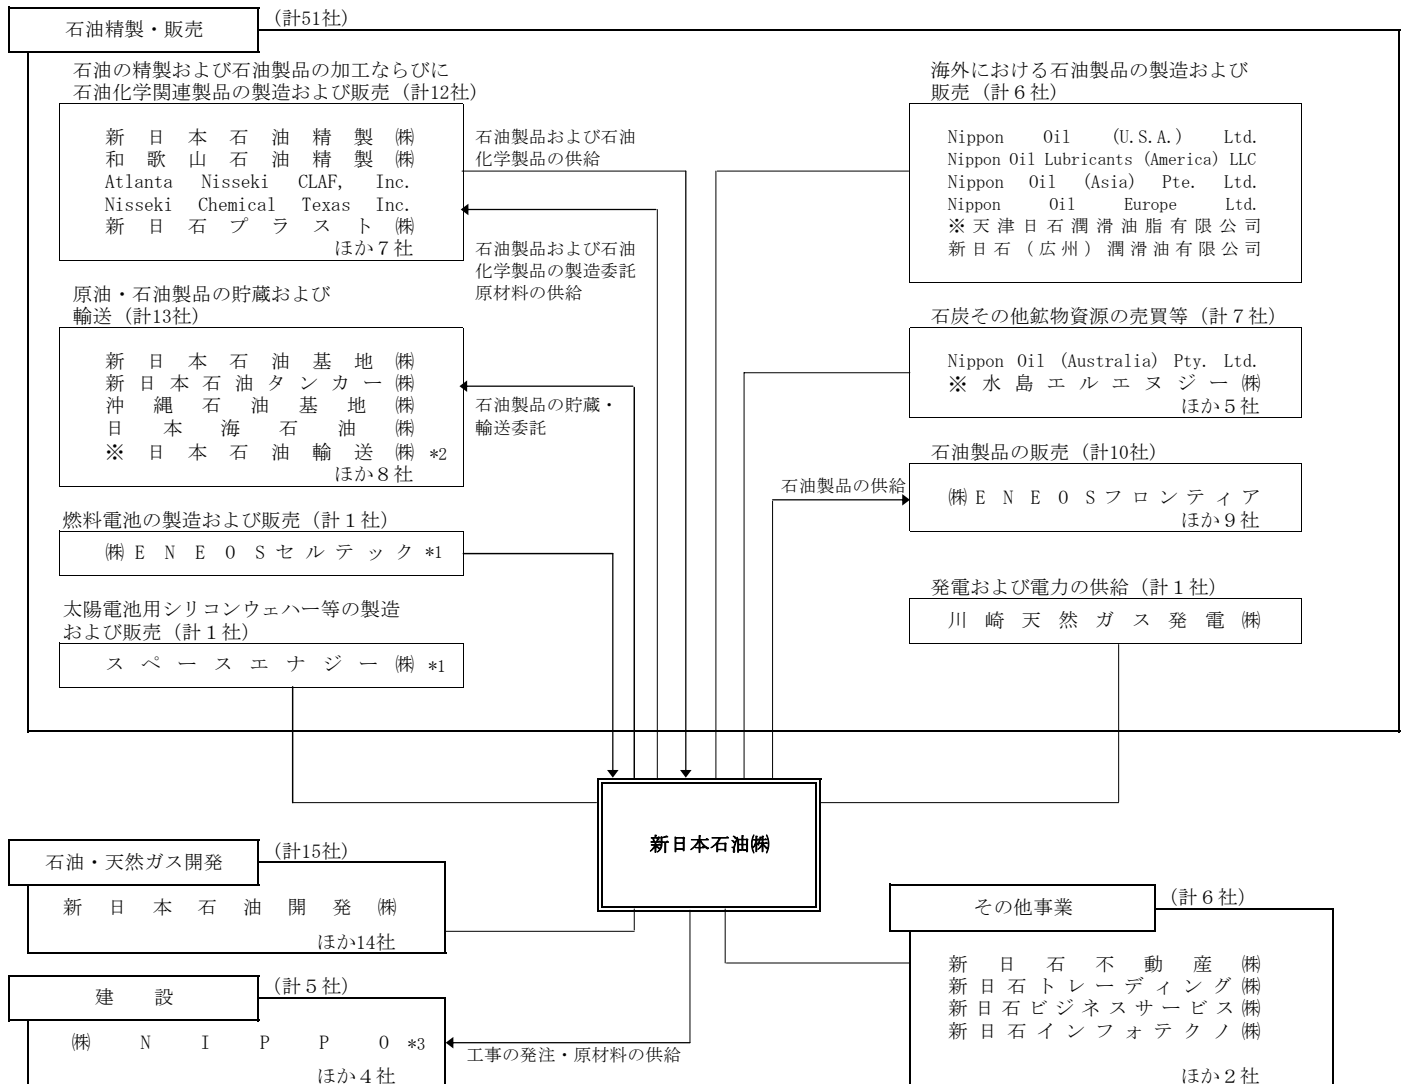 石油精製・販売
(計51社)
石油の精製および石油製品の加工ならびに
石油化学関連製品の製造および販売(計12社)
新日本石油精製㈱
和歌山石油精製㈱
Atlanta Nisseki CLAF, Inc.
Nisseki Chemical Texas Inc.
新日石プラスト㈱
ほか7社
石油製品および石油
化学製品の供給
石油製品および石油
化学製品の製造委託
原材料の供給
原油・石油製品の貯蔵および
輸送(計13社)
新日本石油基地㈱
新日本石油タンカー㈱
沖縄石油基地㈱
日本海石油㈱
※日本石油輸送㈱ *2
ほか8社
石油製品の貯蔵・
輸送委託
燃料電池の製造および販売(計1社)
㈱ENEOSセルテック *1
太陽電池用シリコンウェハー等の製造
および販売(計1社)
スペースエナジー㈱ *1
海外における石油製品の製造および
販売(計6社)
Nippon Oil (U.S.A.) Ltd.
Nippon Oil Lubricants (America) LLC
Nippon Oil (Asia) Pte. Ltd.
Nippon Oil Europe Ltd.
※天津日石潤滑油脂有限公司
新日石(広州)潤滑油有限公司
石炭その他鉱物資源の売買等(計7社)
Nippon Oil (Australia) Pty. Ltd.
※水島エルエヌジー㈱
ほか5社
石油製品の販売(計10社)
石油製品の供給
㈱ENEOSフロンティア
ほか9社
発電および電力の供給(計1社)
川崎天然ガス発電㈱
新日本石油㈱
石油・天然ガス開発
(計15社)
新日本石油開発㈱
ほか14社
建 設
(計5社)
㈱NIPPO *3
ほか4社
工事の発注・原材料の供給
その他事業
(計6社)
新日石不動産㈱
新日石トレーディング㈱
新日石ビジネスサービス㈱
新日石インフォテクノ㈱
ほか2社